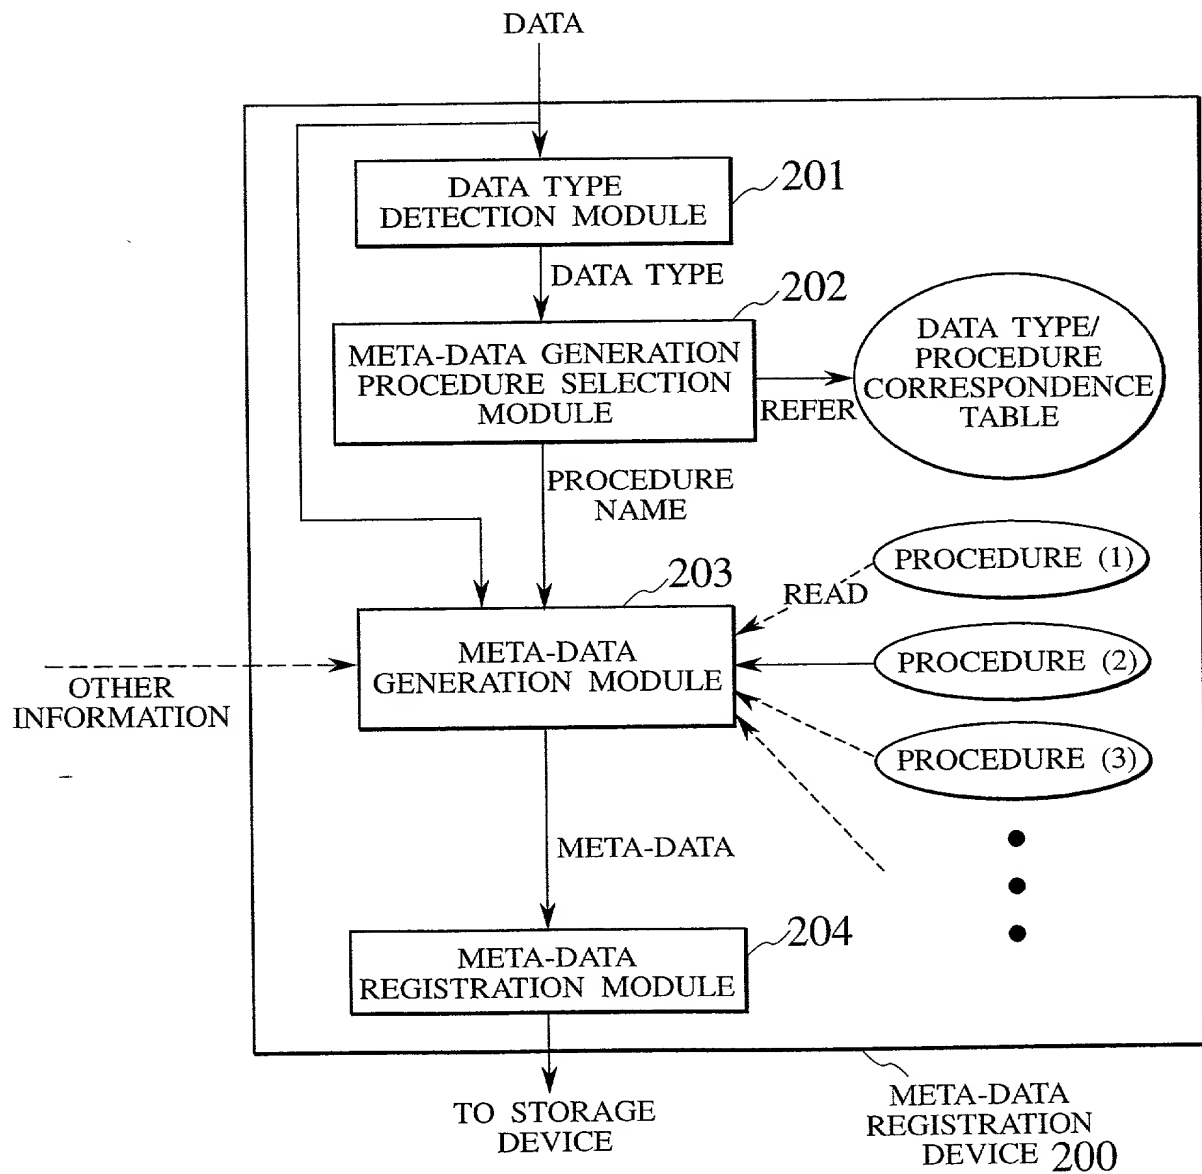 DATA
DATA TYPE
DETECTION MODULE
201
DATA TYPE
202
META-DATA GENERATION
PROCEDURE SELECTION
MODULE
REFER
DATA TYPE/
PROCEDURE
CORRESPONDENCE
TABLE
PROCEDURE
NAME
203
READ
PROCEDURE (1)
META-DATA
GENERATION MODULE
PROCEDURE (2)
OTHER
INFORMATION
PROCEDURE (3)
META-DATA
204
META-DATA
REGISTRATION MODULE
TO STORAGE
DEVICE
META-DATA
REGISTRATION
DEVICE 200